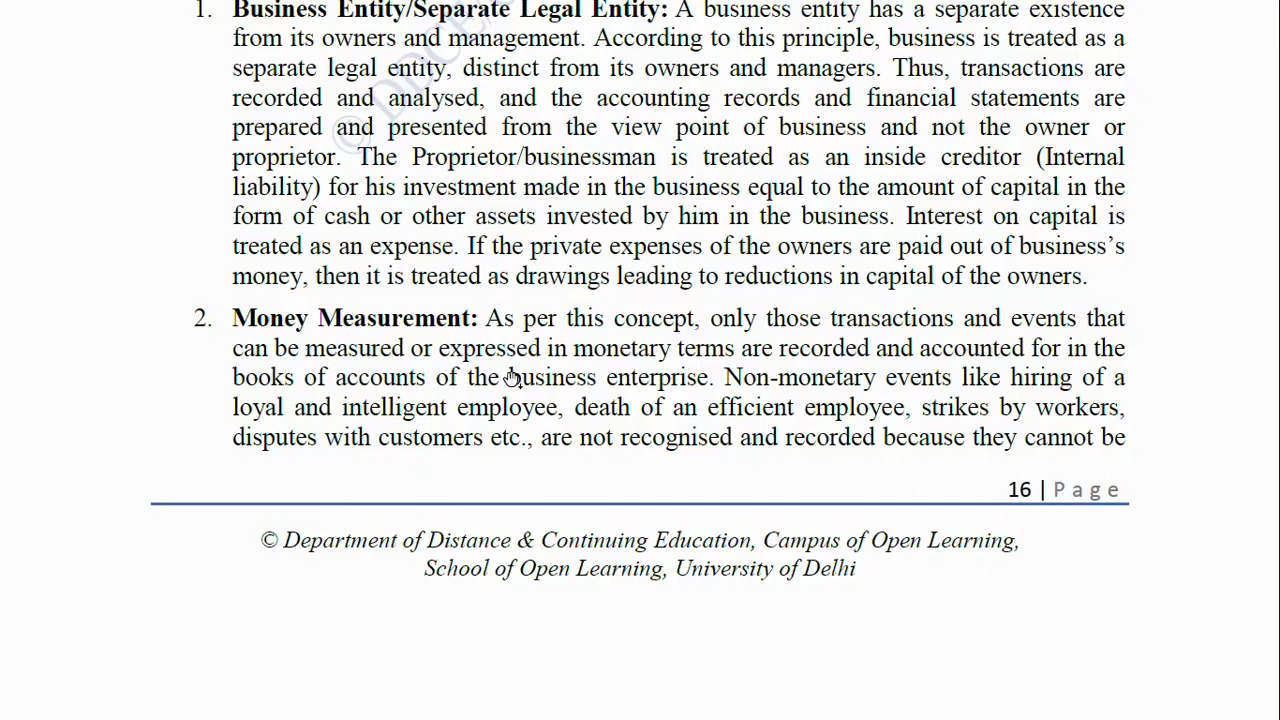 1. Business Entity/Separate Legal Entity: A business entity has a separate existence
from its owners and management. According to this principle, business is treated as a
separate legal entity, distinct from its owners and managers. Thus, transactions are
recorded and analysed, and the accounting records and financial statements are
prepared and presented from the view point of business and not the owner or
proprietor. The Proprietor/businessman is treated as an inside creditor (Internal
liability) for his investment made in the business equal to the amount of capital in the
form of cash or other assets invested by him in the business. Interest on capital is
treated as an expense. If the private expenses of the owners are paid out of business’s
money, then it is treated as drawings leading to reductions in capital of the owners.
2. Money Measurement: As per this concept, only those transactions and events that
can be measured or expressed in monetary terms are recorded and accounted for in the
books of accounts of the business enterprise. Non-monetary events like hiring of a
loyal and intelligent employee, death of an efficient employee, strikes by workers,
disputes with customers etc., are not recognised and recorded because they cannot be
16 | Page
© Department of Distance & Continuing Education, Campus of Open Learning,
School of Open Learning, University of Delhi